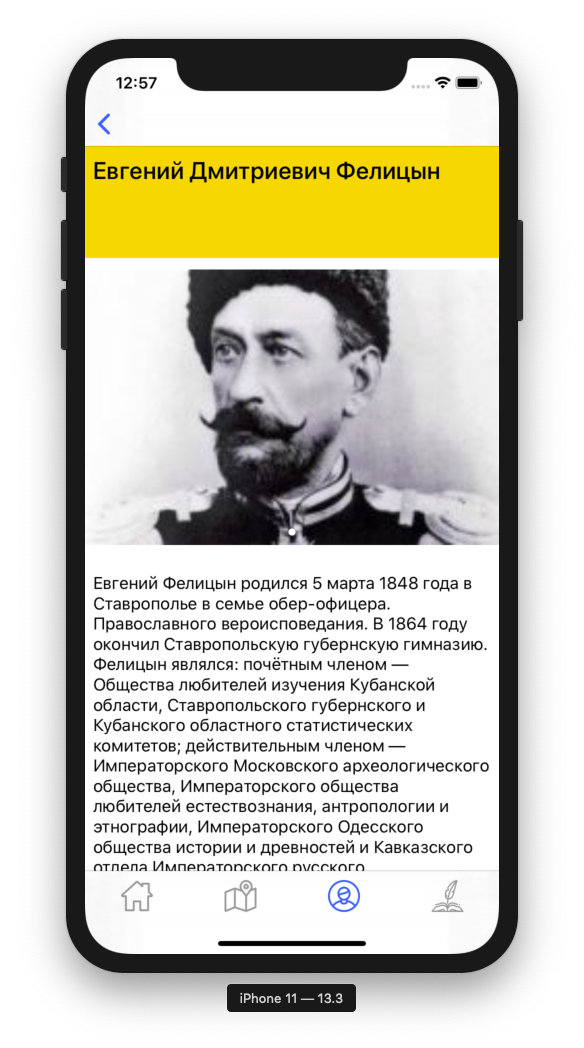 12:57
Евгений Дмитриевич Фелицын
Евгений Фелицын родился 5 марта 1848 года в
Ставрополье в семье обер-офицера.
Православного вероисповедания. В 1864 году
окончил Ставропольскую губернскую гимназию.
Фелицын являлся: почётным членом —
Общества любителей изучения Кубанской
области, Ставропольского губернского и
Кубанского областного статистических
комитетов; действительным членом —
Императорского Московского археологического
общества, Императорского общества
любителей естествознания, антропологии и
этнографии, Императорского Одесского
общества истории и древностей и Кавказского
отдела Императорского русского
iPhone 11 — 13.3